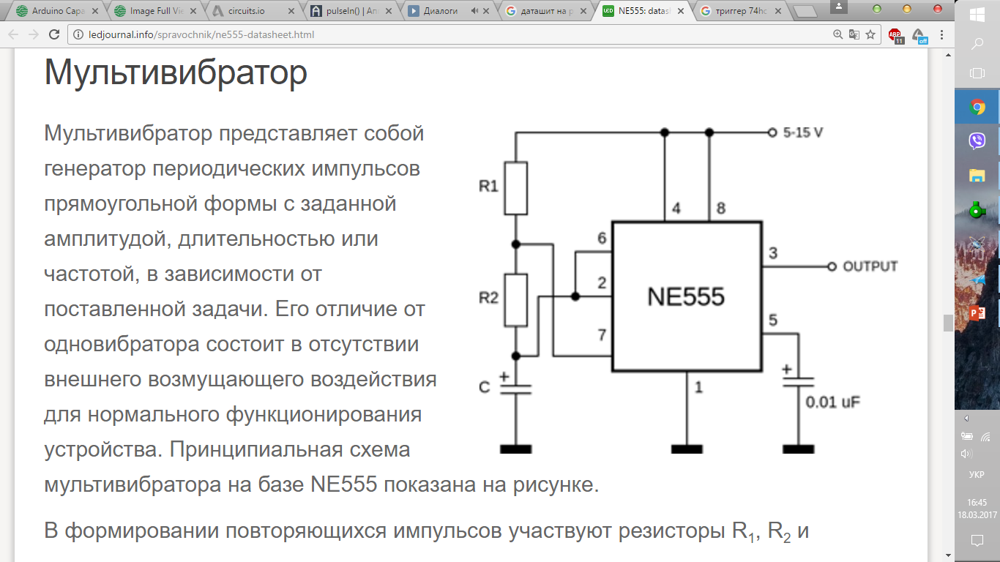 Arduino Capa
Image Full Vie
circuits.io
pulseIn() | Ап
Диалоги
даташит на р
NE555: datas
триггер 74hc
ledjournal.info/spravochnik/ne555-datasheet.html
ABP
11
off
Мультивибратор
Мультивибратор представляет собой
генератор периодических импульсов
прямоугольной формы с заданной
амплитудой, длительностью или
частотой, в зависимости от
поставленной задачи. Его отличие от
одновибратора состоит в отсутствии
внешнего возмущающего воздействия
для нормального функционирования
устройства. Принципиальная схема
мультивибратора на базе NE555 показана на рисунке.
В формировании повторяющихся импульсов участвуют резисторы R1, R2 и
5-15 V
R1
4
8
6
3
OUTPUT
R2
2
NE555
7
5
+
C
1
+
0.01 uF
УКР
16:45
18.03.2017